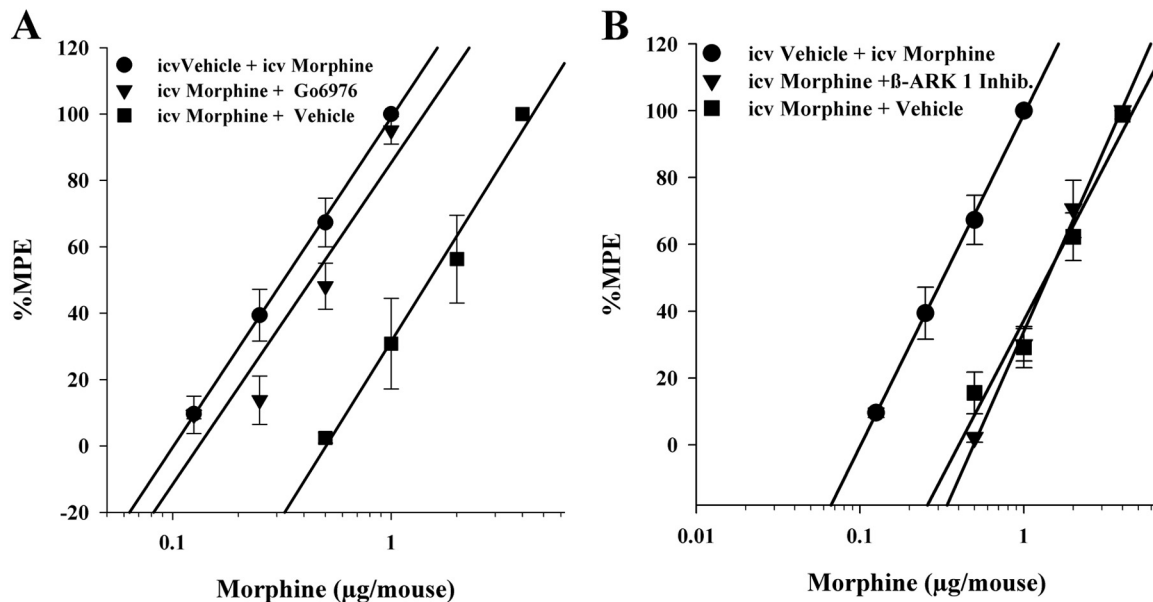 A
120
100
80
60
40
20
0
-20
%MPE
icvVehicle + icv Morphine
icv Morphine + Go6976
icv Morphine + Vehicle
0.1
1
Morphine (µg/mouse)
B
120
100
80
60
40
20
0
%MPE
icv Vehicle + icv Morphine
icv Morphine +ß-ARK 1 Inhib.
icv Morphine + Vehicle
0.01
0.1
1
Morphine (µg/mouse)